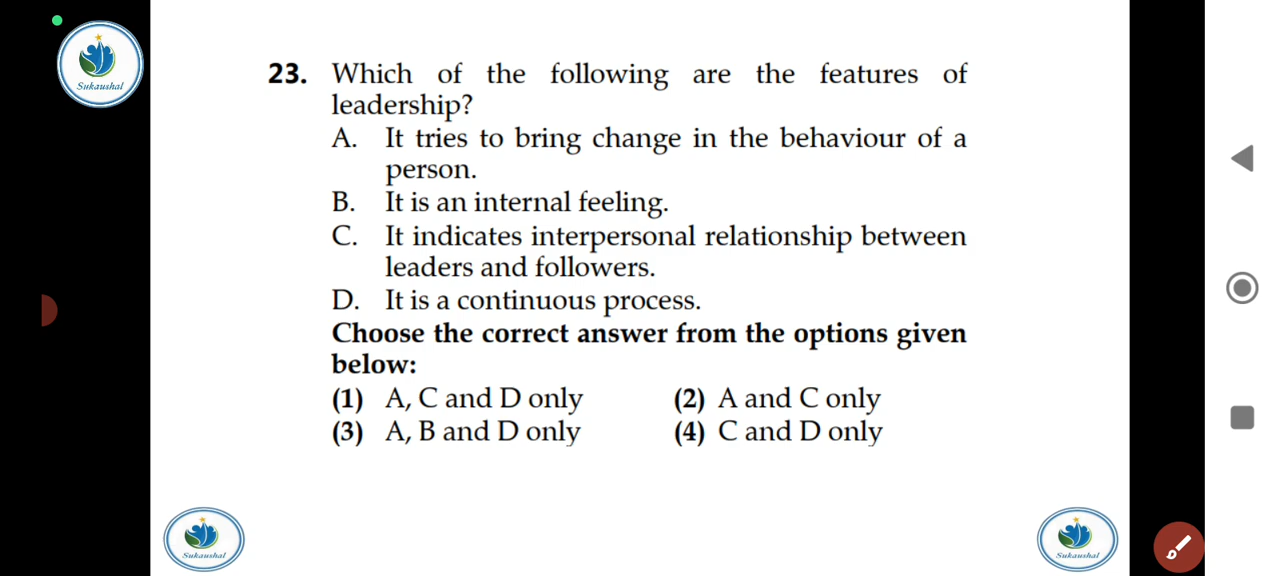 Sukaushal
23. Which of the following are the features of
leadership?
A. It tries to bring change in the behaviour of a
person.
B. It is an internal feeling.
C. It indicates interpersonal relationship between
leaders and followers.
D. It is a continuous process.
Choose the correct answer from the options given
below:
(1) A, C and D only (2) A and C only
(3) A, B and D only (4) C and D only
Sukaushal
Sukaushal